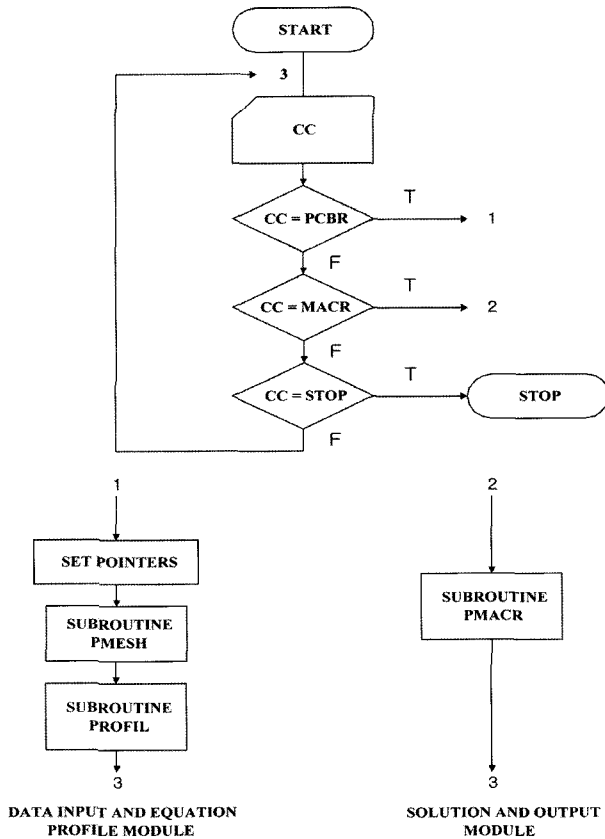 START
3
CC
CC = PCBR
T
1
F
CC = MACR
T
2
F
CC = STOP
T
STOP
F
1
SET POINTERS
SUBROUTINE
PMESH
SUBROUTINE
PROFIL
3
DATA INPUT AND EQUATION
PROFILE MODULE
2
SUBROUTINE
PMACR
3
SOLUTION AND OUTPUT
MODULE